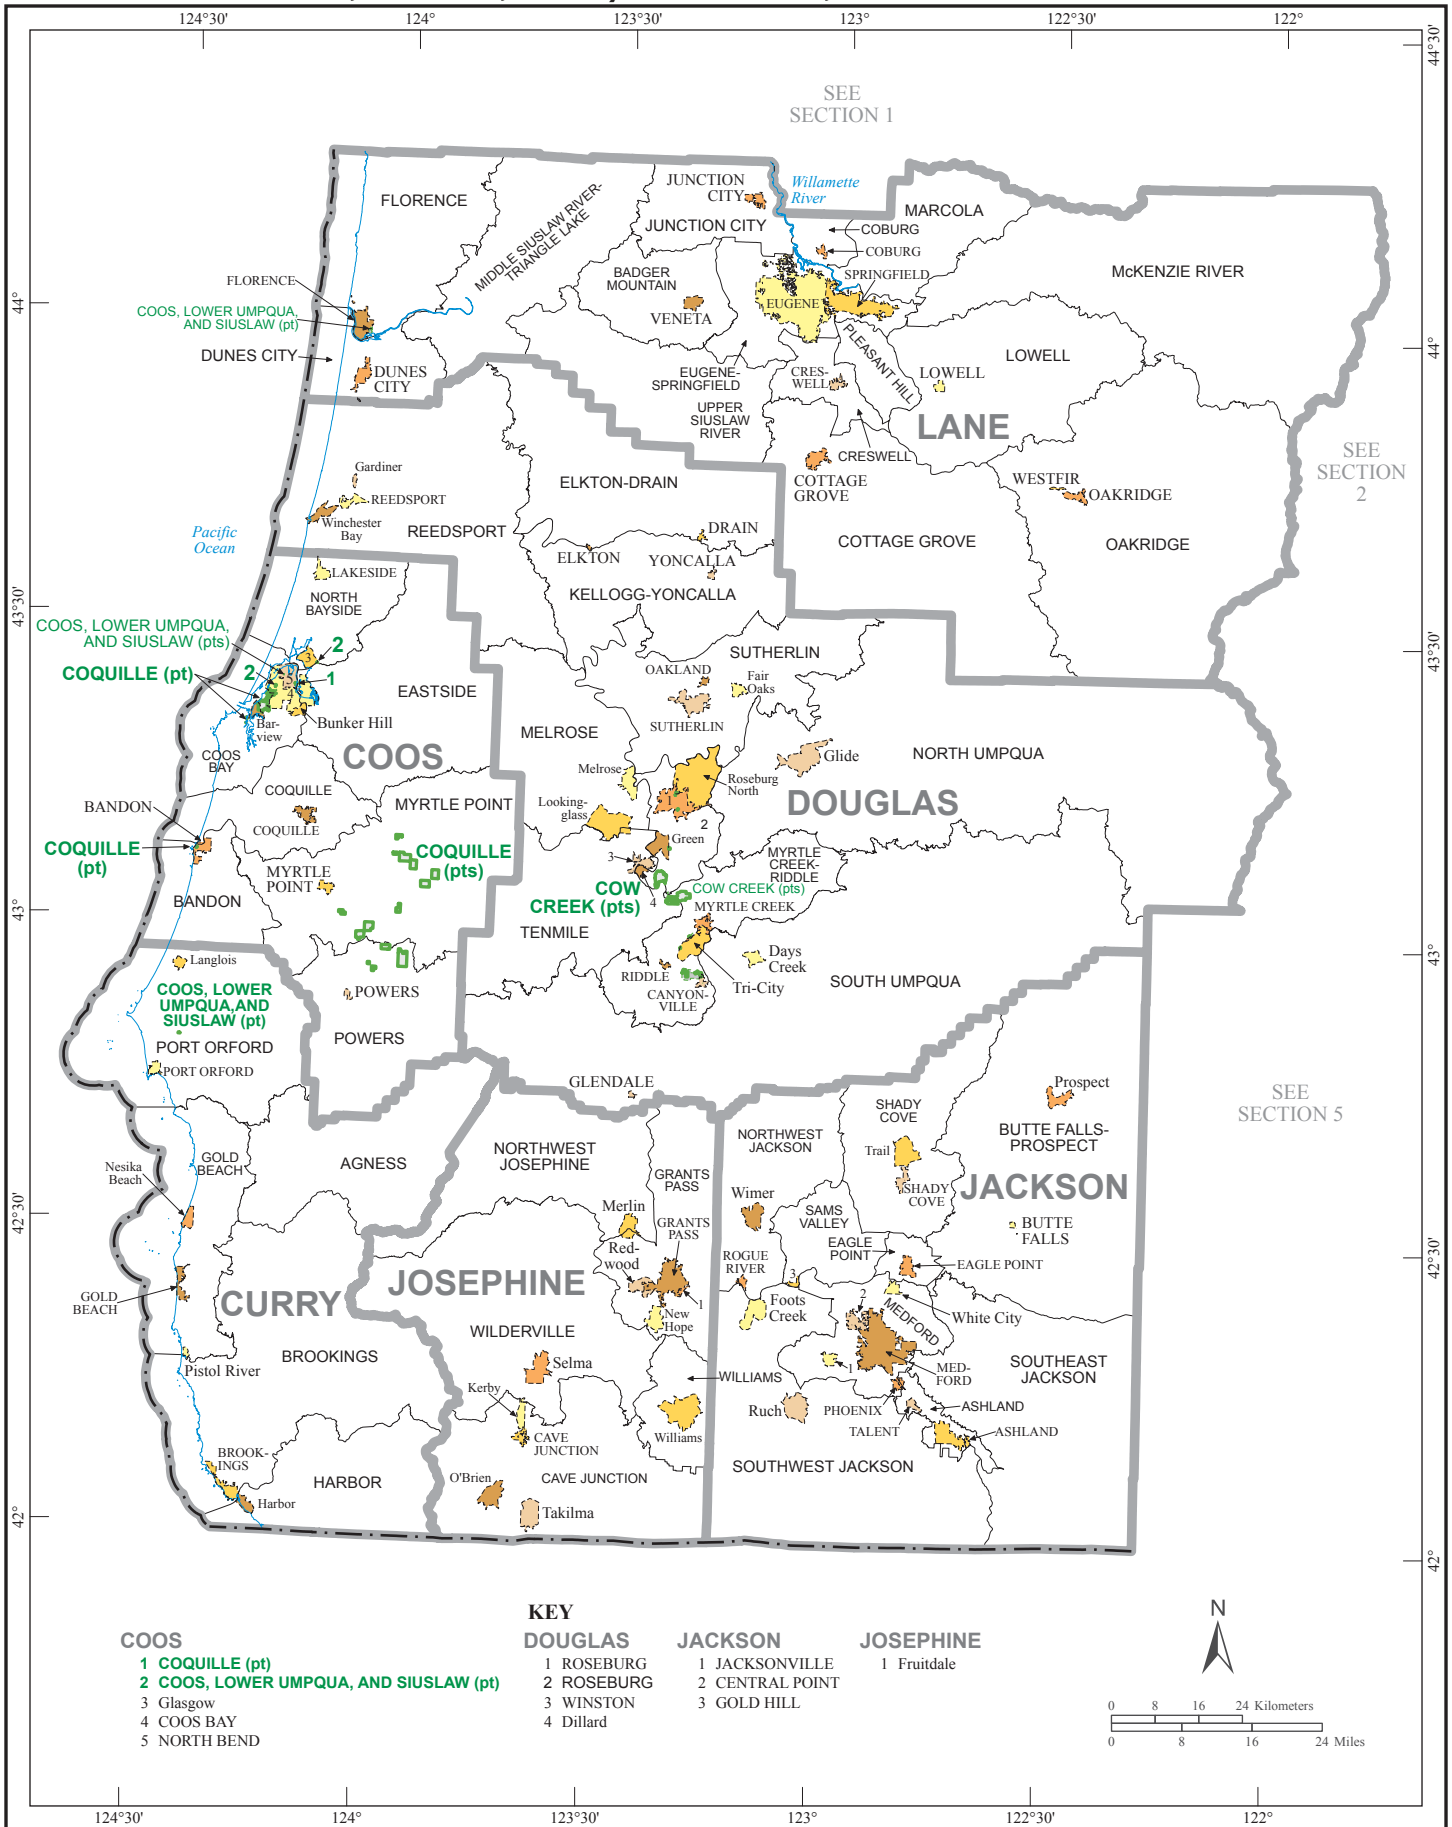 124°30'
124°
123°30'
123°
122°30'
122°
44°30'
SEE
SECTION 1
FLORENCE
MIDDLE SIUSLAW RIVER-
TRIANGLE LAKE
JUNCTION
CITY
JUNCTION CITY
Willamette
River
MARCOLA
COBURG
COBURG
McKENZIE RIVER
BADGER
MOUNTAIN
VENETA
EUGENE
SPRINGFIELD
FLORENCE
COOS, LOWER UMPQUA,
AND SIUSLAW (pt)
44°
44°
DUNES CITY
DUNES
CITY
EUGENE-
SPRINGFIELD
UPPER
SIUSLAW
RIVER
CRES-
WELL
PLEASANT HILL
LOWELL
LOWELL
LANE
CRESWELL
COTTAGE
GROVE
SEE
SECTION
2
WESTFIR
OAKRIDGE
Gardiner
REEDSPORT
Winchester
Bay
REEDSPORT
ELKTON-DRAIN
DRAIN
ELKTON
YONCALLA
COTTAGE GROVE
OAKRIDGE
Pacific
Ocean
LAKESIDE
NORTH
BAYSIDE
KELLOGG-YONCALLA
43°30'
43°30'
COOS, LOWER UMPQUA,
AND SIUSLAW (pts)
COQUILLE (pt)
2
2
1
3
5
4
EASTSIDE
Bar-
view
Bunker Hill
COOS
BAY
COOS
SUTHERLIN
OAKLAND
Fair
Oaks
SUTHERLIN
MELROSE
Melrose
Glide
NORTH UMPQUA
Roseburg
North
1
2
DOUGLAS
Looking-
glass
Green
3
4
BANDON
COQUILLE
COQUILLE
MYRTLE POINT
COQUILLE
(pt)
COQUILLE
(pts)
MYRTLE
POINT
BANDON
COW
CREEK (pts)
COW CREEK (pts)
MYRTLE
CREEK-
RIDDLE
MYRTLE CREEK
TENMILE
Days
Creek
Tri-City
RIDDLE
CANYON-
VILLE
SOUTH UMPQUA
43°
43°
Langlois
COOS, LOWER
UMPQUA,AND
SIUSLAW (pt)
POWERS
POWERS
PORT ORFORD
PORT ORFORD
GLENDALE
Prospect
SEE
SECTION 5
SHADY
COVE
BUTTE FALLS-
PROSPECT
NORTHWEST
JACKSON
Trail
SHADY
COVE
JACKSON
NORTHWEST
JOSEPHINE
GRANTS
PASS
AGNESS
GOLD
BEACH
Nesika
Beach
42°30'
42°30'
Merlin
GRANTS
PASS
Red-
wood
Wimer
SAMS
VALLEY
EAGLE
POINT
EAGLE POINT
BUTTE
FALLS
ROGUE
RIVER
3
JOSEPHINE
1
New
Hope
Foots
Creek
2
MEDFORD
White City
GOLD
BEACH
CURRY
WILDERVILLE
BROOKINGS
Pistol River
Selma
WILLIAMS
1
MED-
FORD
SOUTHEAST
JACKSON
Kerby
Williams
Ruch
PHOENIX
TALENT
ASHLAND
ASHLAND
CAVE
JUNCTION
CAVE JUNCTION
SOUTHWEST JACKSON
BROOK-
INGS
HARBOR
Harbor
O'Brien
Takilma
42°
42°
KEY
COOS
1 COQUILLE (pt)
2 COOS, LOWER UMPQUA, AND SIUSLAW (pt)
3 Glasgow
4 COOS BAY
5 NORTH BEND
DOUGLAS
1 ROSEBURG
2 ROSEBURG
3 WINSTON
4 Dillard
JACKSON
1 JACKSONVILLE
2 CENTRAL POINT
3 GOLD HILL
JOSEPHINE
1 Fruitdale
N
0 8 16 24 Kilometers
0 8 16 24 Miles
124°30'
124°
123°30'
123°
122°30'
122°